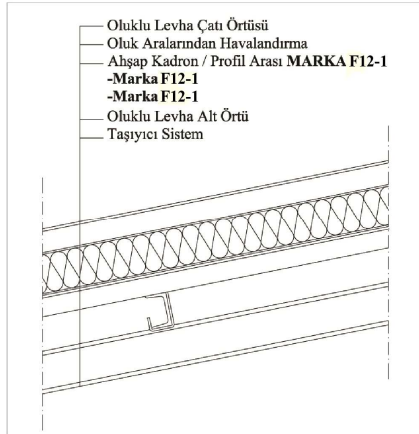 Oluklu Levha Çatı Örtüsü
Oluk Aralarından Havalandırma
Ahşap Kadron / Profil Arası MARKA F12-1
-Marka F12-1
-Marka F12-1
Oluklu Levha Alt Örtü
Taşıyıcı Sistem